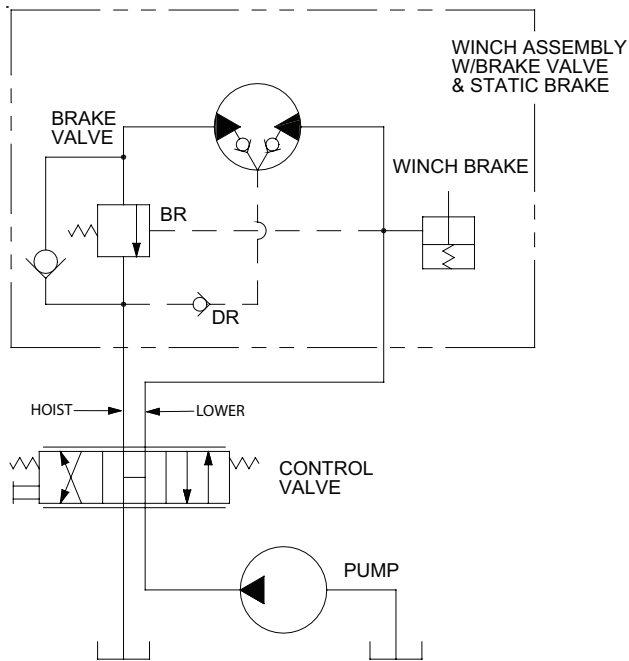 WINCH ASSEMBLY
W/BRAKE VALVE
& STATIC BRAKE
BRAKE
VALVE
WINCH BRAKE
BR
DR
HOIST
LOWER
CONTROL
VALVE
PUMP